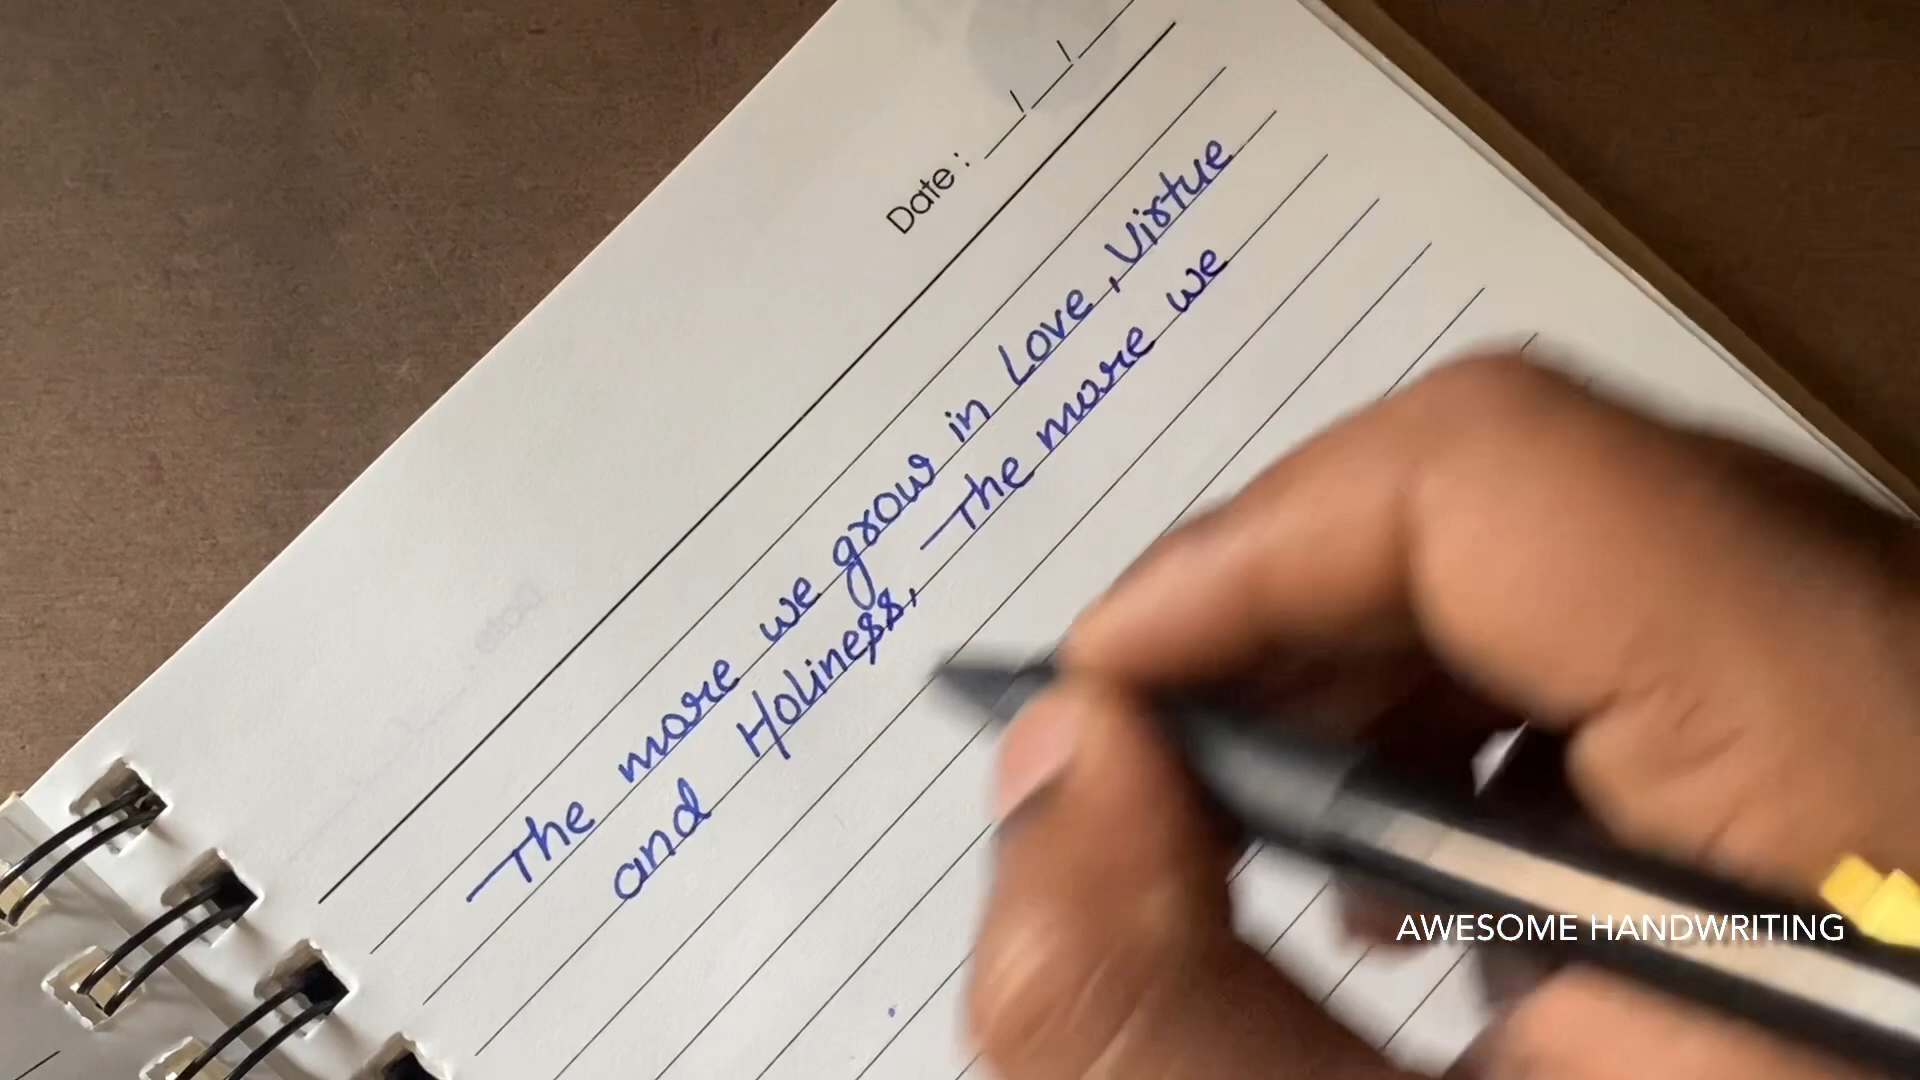 Date : __/__/__
The more we grow in Love, Virtue
and Holiness, The more we
AWESOME HANDWRITING